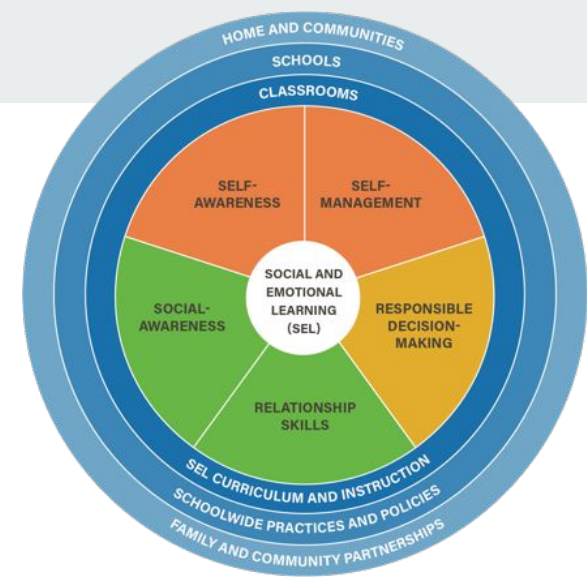 HOME AND COMMUNITIES
SCHOOLS
CLASSROOMS
SELF-
AWARENESS
SELF-
MANAGEMENT
SOCIAL AND
EMOTIONAL
LEARNING
(SEL)
SOCIAL-
AWARENESS
RESPONSIBLE
DECISION-
MAKING
RELATIONSHIP
SKILLS
SEL CURRICULUM AND INSTRUCTION
SCHOOLWIDE PRACTICES AND POLICIES
FAMILY AND COMMUNITY PARTNERSHIPS